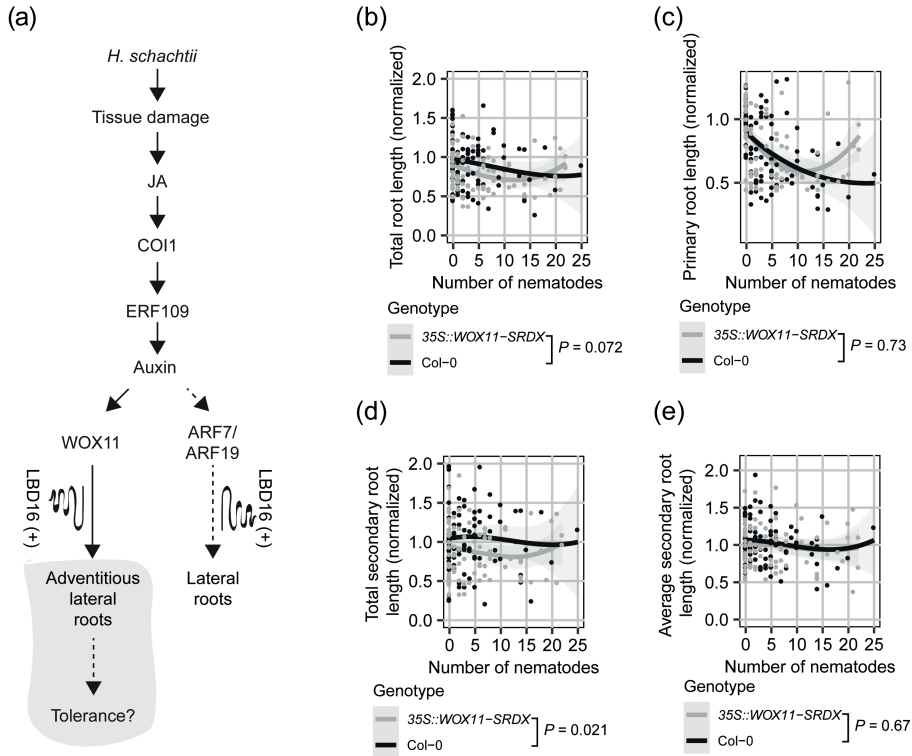 (a)
H. schachtii
Tissue damage
JA
COI1
ERF109
Auxin
WOX11
ARF7/
ARF19
LBD16 (+)
LBD16 (+)
Adventitious
lateral
roots
Lateral
roots
Tolerance?
(b)
Total root length (normalized)
2.0
1.5
1.0
0.5
0.0
0 5 10 15 20 25
Number of nematodes
Genotype
35S::WOX11−SRDX
Col−0
P = 0.072
(c)
Primary root length (normalized)
1.0
0.5
0 5 10 15 20 25
Number of nematodes
Genotype
35S::WOX11−SRDX
Col−0
P = 0.73
(d)
Total secondary root
length (normalized)
2.0
1.5
1.0
0.5
0.0
0 5 10 15 20 25
Number of nematodes
Genotype
35S::WOX11−SRDX
Col−0
P = 0.021
(e)
Average secondary root
length (normalized)
2.0
1.5
1.0
0.5
0.0
0 5 10 15 20 25
Number of nematodes
Genotype
35S::WOX11−SRDX
Col−0
P = 0.67